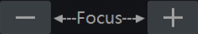 − ◄---Focus---► +